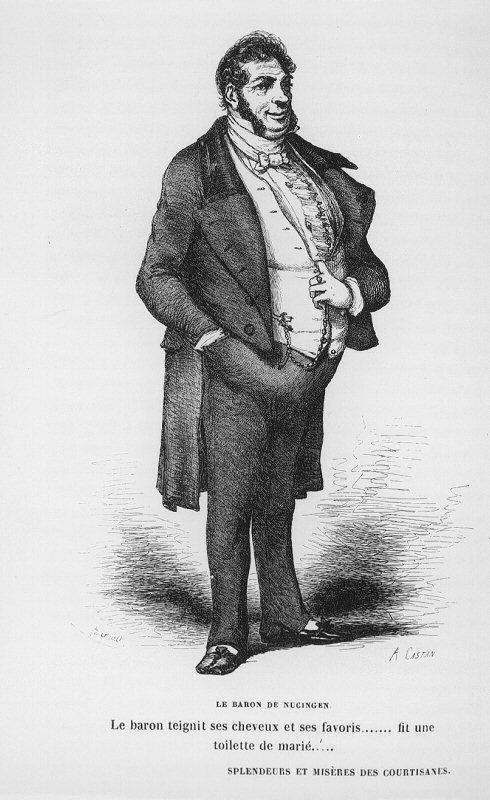 A. CASTAN
LE BARON DE NUCINGEN.
Le baron teignit ses cheveux et ses favoris....... fit une
toilette de marié.....
SPLENDEURS ET MISÈRES DES COURTISANES.